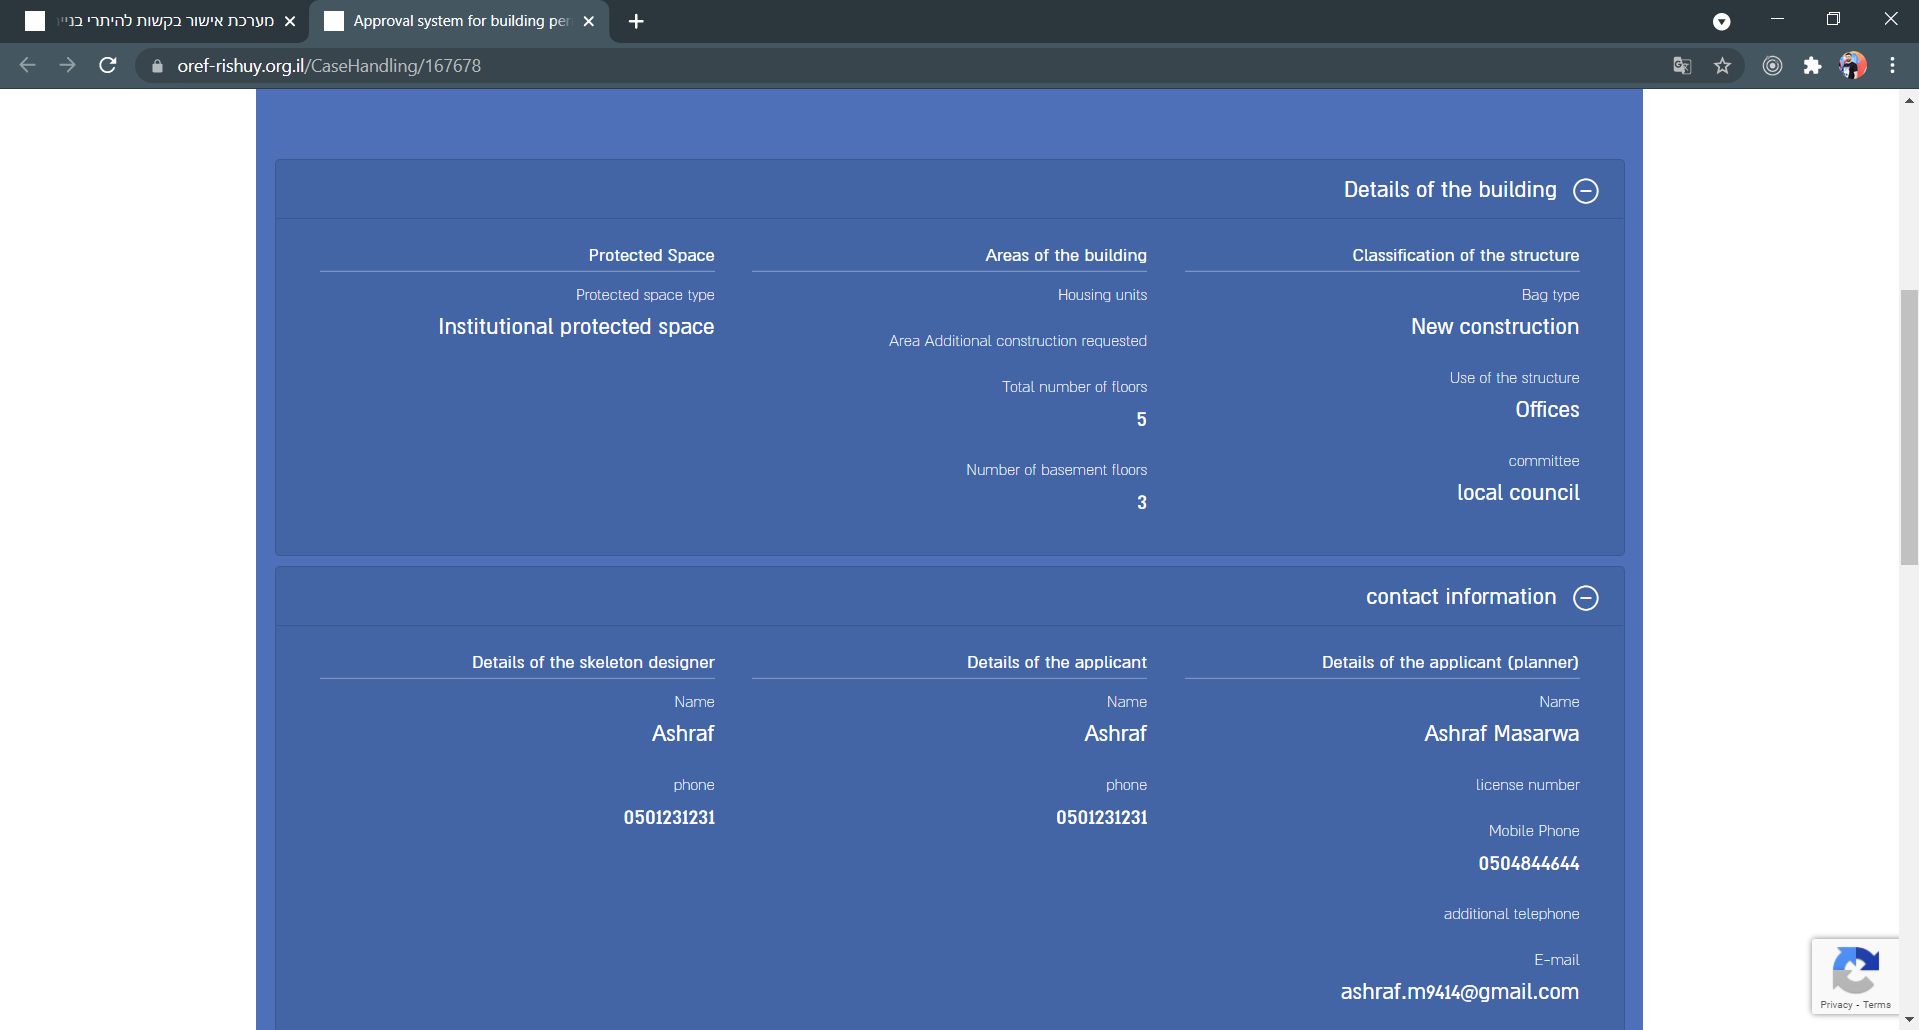 מערכת אישור בקשות להיתרי בנייה
Approval system for building per
oref-rishuy.org.il/CaseHandling/167678
Details of the building
Classification of the structure
Bag type
New construction
Use of the structure
Offices
committee
local council
Areas of the building
Housing units
Area Additional construction requested
Total number of floors
5
Number of basement floors
3
Protected Space
Protected space type
Institutional protected space
contact information
Details of the applicant (planner)
Name
Ashraf Masarwa
license number
Mobile Phone
0504844644
additional telephone
E-mail
ashraf.m9414@gmail.com
Details of the applicant
Name
Ashraf
phone
0501231231
Details of the skeleton designer
Name
Ashraf
phone
0501231231
Privacy - Terms